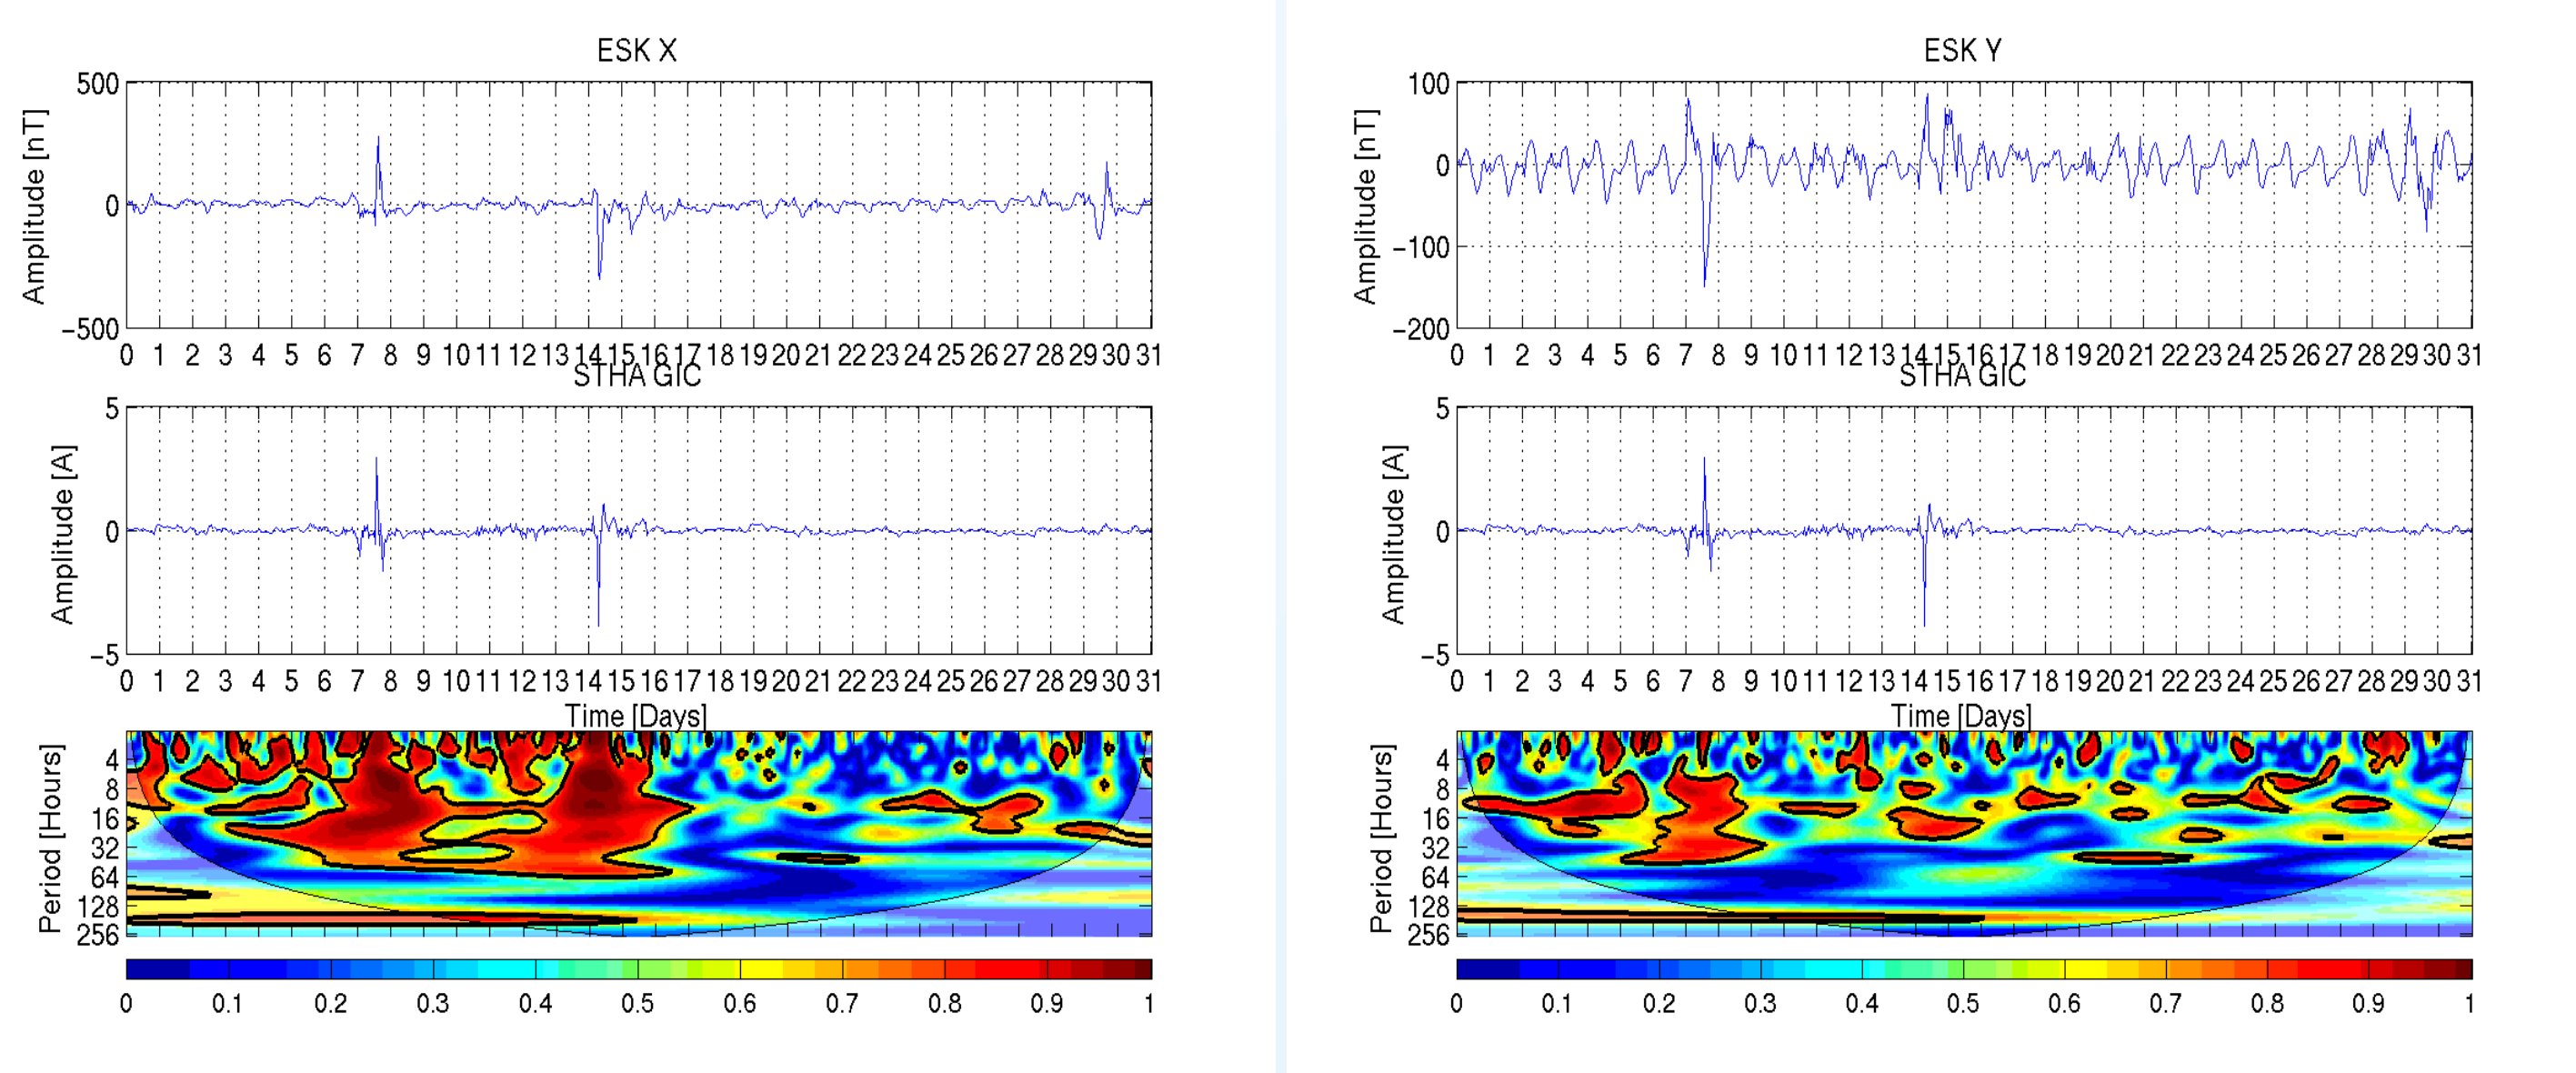 ESK X
500
0
−500
Amplitude [nT]
0 1 2 3 4 5 6 7 8 9 10 11 12 13 14 15 16 17 18 19 20 21 22 23 24 25 26 27 28 29 30 31
STHA GIC
5
0
−5
Amplitude [A]
0 1 2 3 4 5 6 7 8 9 10 11 12 13 14 15 16 17 18 19 20 21 22 23 24 25 26 27 28 29 30 31
Time [Days]
4
8
16
32
64
128
256
Period [Hours]
0 0.1 0.2 0.3 0.4 0.5 0.6 0.7 0.8 0.9 1
ESK Y
100
0
−100
−200
Amplitude [nT]
0 1 2 3 4 5 6 7 8 9 10 11 12 13 14 15 16 17 18 19 20 21 22 23 24 25 26 27 28 29 30 31
STHA GIC
5
0
−5
Amplitude [A]
0 1 2 3 4 5 6 7 8 9 10 11 12 13 14 15 16 17 18 19 20 21 22 23 24 25 26 27 28 29 30 31
Time [Days]
4
8
16
32
64
128
256
Period [Hours]
0 0.1 0.2 0.3 0.4 0.5 0.6 0.7 0.8 0.9 1